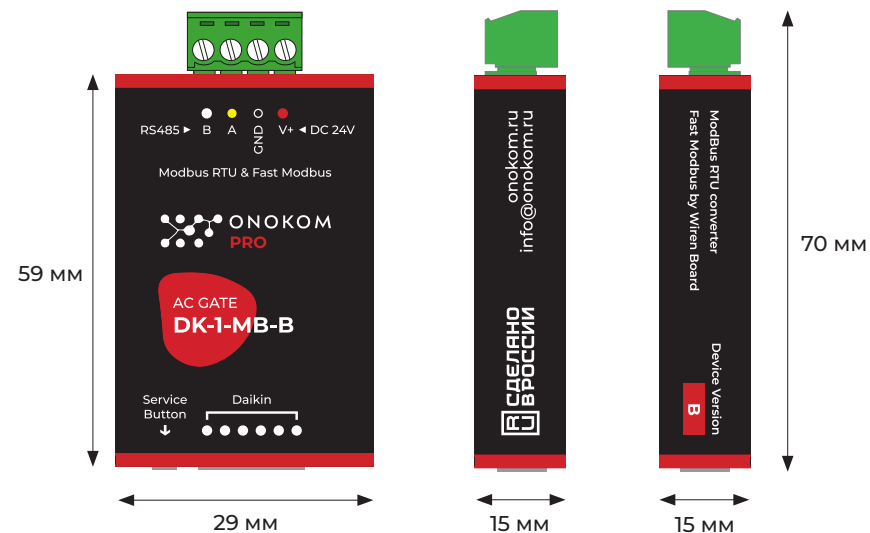 RS485 ► B A GND V+ ◄ DC 24V
Modbus RTU & Fast Modbus
ONOKOM
PRO
AC GATE
DK-1-MB-B
Service
Button
Daikin
59 мм
29 мм
onokom.ru
info@onokom.ru
СДЕЛАНО
В РОССИИ
15 мм
ModBus RTU converter
Fast Modbus by Wiren Board
Device Version
B
15 мм
70 мм